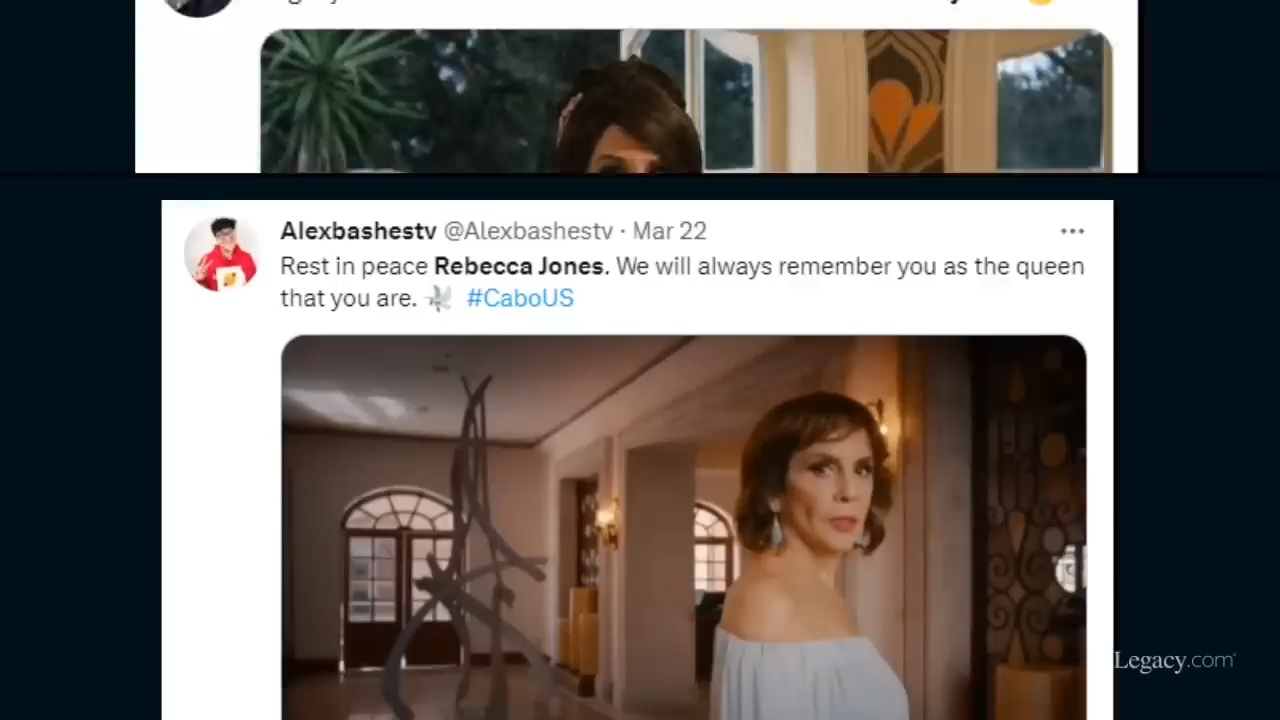 Alexbashestv @Alexbashestv · Mar 22
Rest in peace Rebecca Jones. We will always remember you as the queen
that you are. 🕊 #CaboUS
Legacy.com